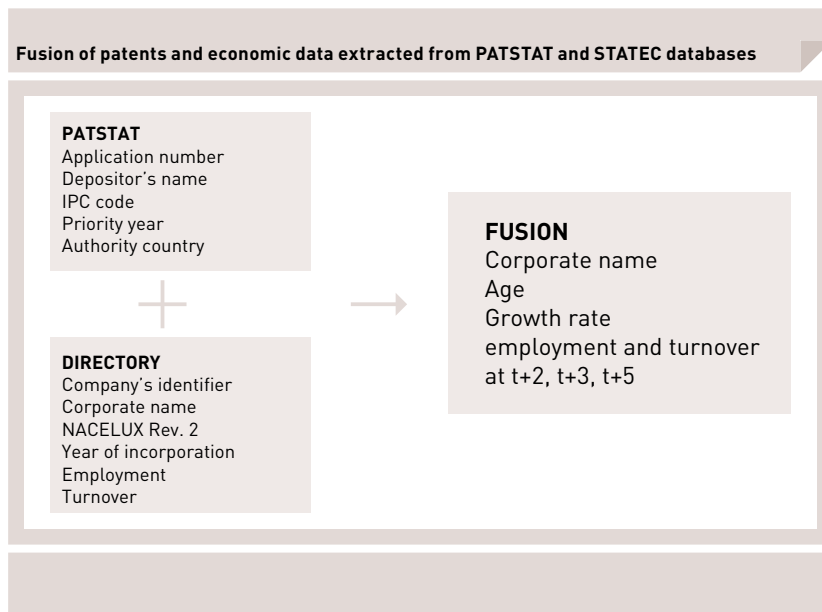 Fusion of patents and economic data extracted from PATSTAT and STATEC databases
PATSTAT
Application number
Depositor's name
IPC code
Priority year
Authority country
DIRECTORY
Company's identifier
Corporate name
NACELUX Rev. 2
Year of incorporation
Employment
Turnover
FUSION
Corporate name
Age
Growth rate
employment and turnover
at t+2, t+3, t+5